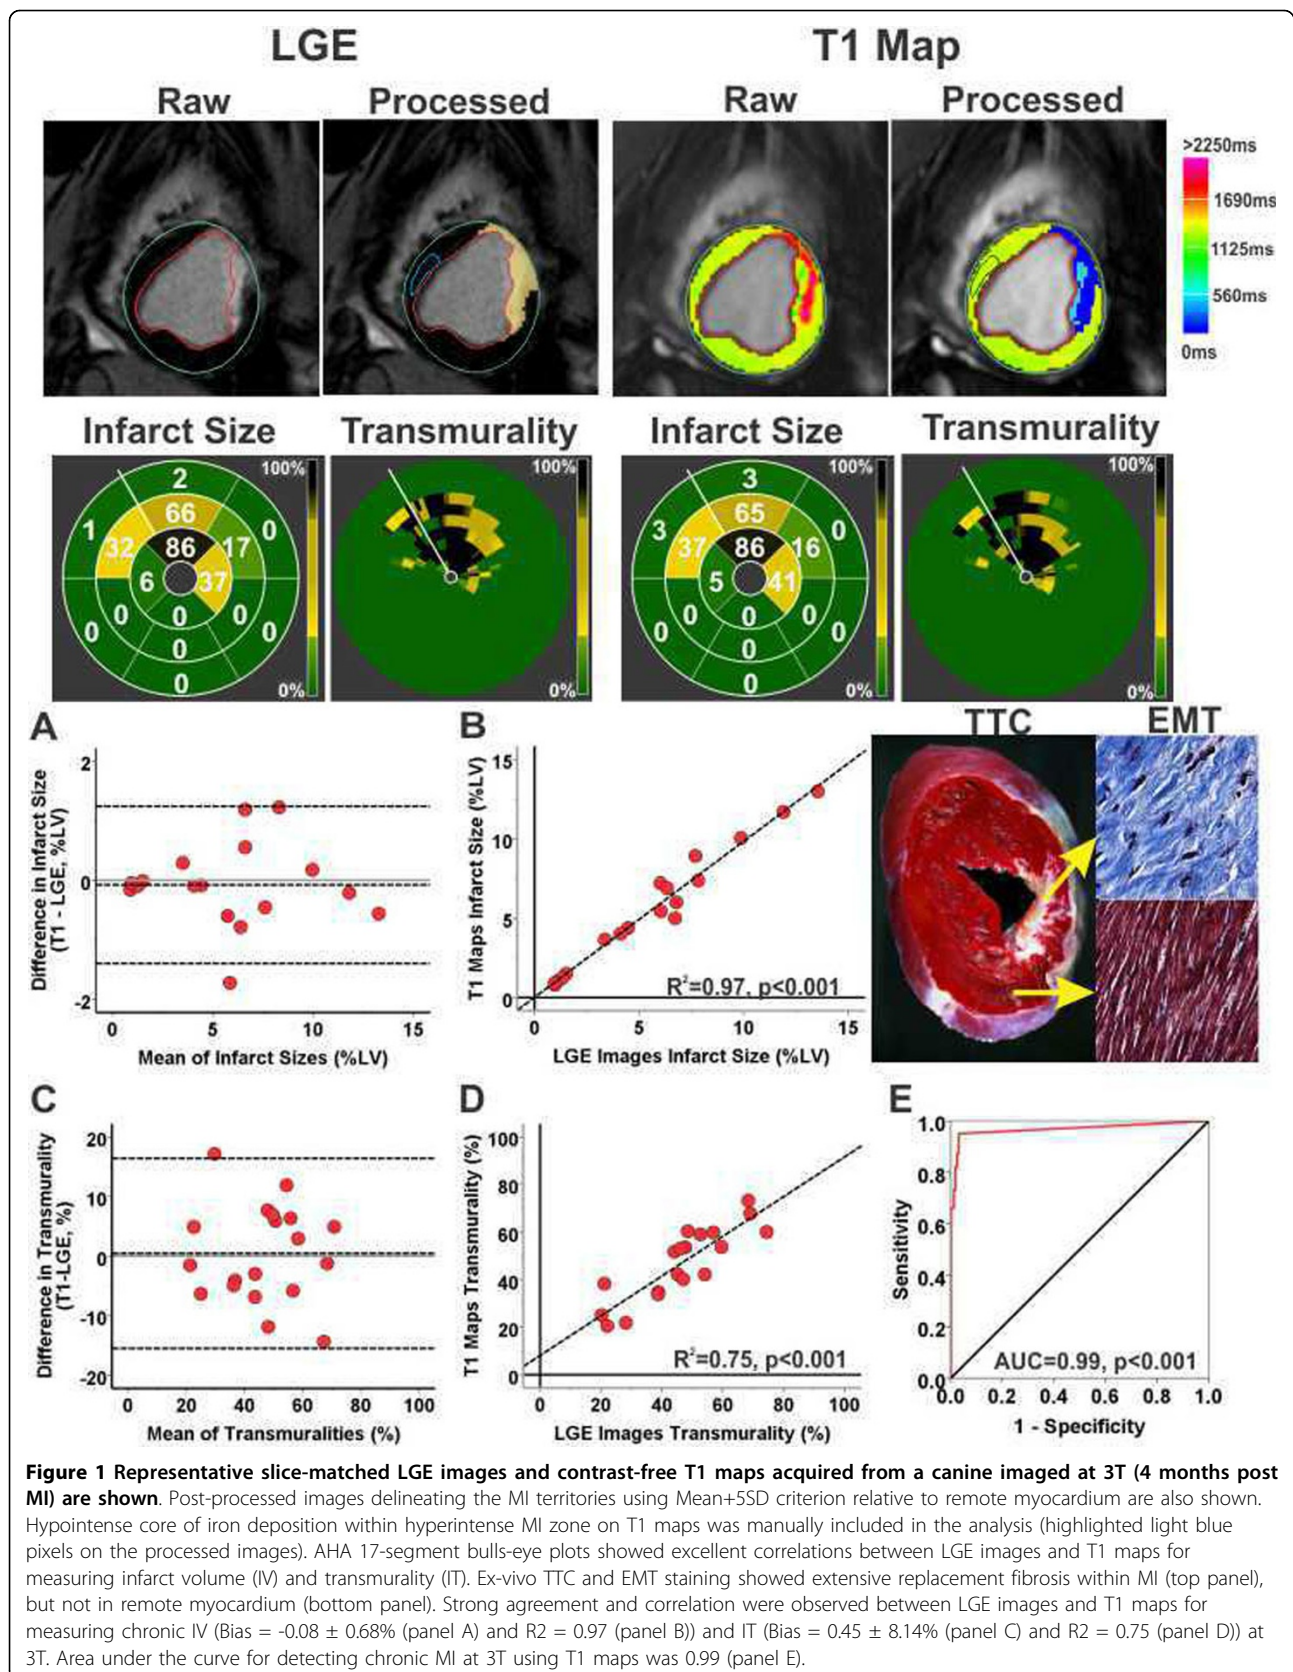 LGE
T1 Map
Raw
Processed
Raw
Processed
>2250ms
1690ms
1125ms
560ms
0ms
Infarct Size
Transmurality
Infarct Size
Transmurality
100%
2
1
0
66
32
86
17
6
37
0
0
0
0
0
0
0
0%
100%
0%
100%
3
3
0
65
37
86
16
5
41
0
0
0
0
0
0
0
0%
100%
0%
A
Difference in Infarct Size
(T1 - LGE, %LV)
2
0
-2
0
5
10
15
Mean of Infarct Sizes (%LV)
B
T1 Maps Infarct Size (%LV)
15
10
5
0
R²=0.97, p<0.001
0
5
10
15
LGE Images Infarct Size (%LV)
TTC
EMT
C
Difference in Transmurality
(T1-LGE, %)
20
10
0
-10
-20
0
20
40
60
80
100
Mean of Transmuralities (%)
D
T1 Maps Transmurality (%)
100
80
60
40
20
0
R²=0.75, p<0.001
0
20
40
60
80
100
LGE Images Transmurality (%)
E
Sensitivity
1.0
0.8
0.6
0.4
0.2
0.0
AUC=0.99, p<0.001
0.0
0.2
0.4
0.6
0.8
1.0
1 - Specificity
Figure 1 Representative slice-matched LGE images and contrast-free T1 maps acquired from a canine imaged at 3T (4 months post
MI) are shown. Post-processed images delineating the MI territories using Mean+5SD criterion relative to remote myocardium are also shown.
Hypointense core of iron deposition within hyperintense MI zone on T1 maps was manually included in the analysis (highlighted light blue
pixels on the processed images). AHA 17-segment bulls-eye plots showed excellent correlations between LGE images and T1 maps for
measuring infarct volume (IV) and transmurality (IT). Ex-vivo TTC and EMT staining showed extensive replacement fibrosis within MI (top panel),
but not in remote myocardium (bottom panel). Strong agreement and correlation were observed between LGE images and T1 maps for
measuring chronic IV (Bias = -0.08 ± 0.68% (panel A) and R2 = 0.97 (panel B)) and IT (Bias = 0.45 ± 8.14% (panel C) and R2 = 0.75 (panel D)) at
3T. Area under the curve for detecting chronic MI at 3T using T1 maps was 0.99 (panel E).